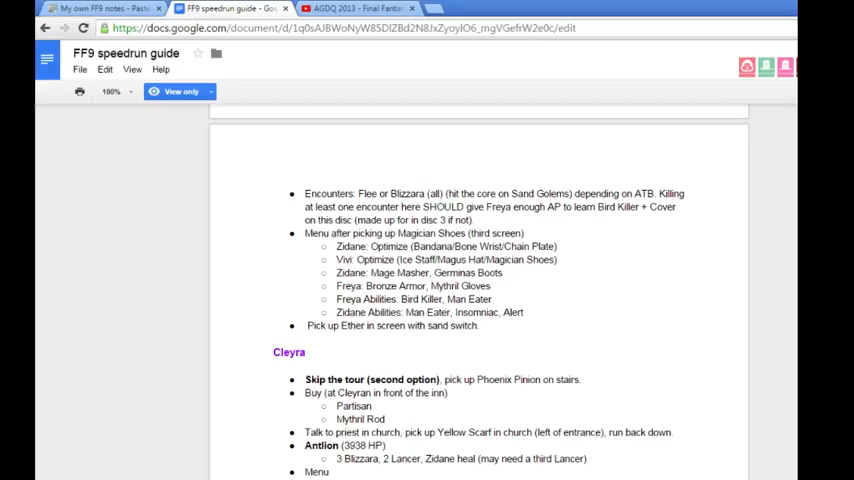 My own FF9 notes - Paste
FF9 speedrun guide - Goo
AGDQ 2013 - Final Fantas
https://docs.google.com/document/d/1q0sAJBWoNyW85DlZBd2N8JxZyoyIO6_mgVGefrW2e0c/edit
FF9 speedrun guide
File Edit View Help
100% View only
● Encounters: Flee or Blizzara (all) (hit the core on Sand Golems) depending on ATB. Killing
at least one encounter here SHOULD give Freya enough AP to learn Bird Killer + Cover
on this disc (made up for in disc 3 if not).
● Menu after picking up Magician Shoes (third screen)
○ Zidane: Optimize (Bandana/Bone Wrist/Chain Plate)
○ Vivi: Optimize (Ice Staff/Magus Hat/Magician Shoes)
○ Zidane: Mage Masher, Germinas Boots
○ Freya: Bronze Armor, Mythril Gloves
○ Freya Abilities: Bird Killer, Man Eater
○ Zidane Abilities: Man Eater, Insomniac, Alert
● Pick up Ether in screen with sand switch.
Cleyra
● Skip the tour (second option), pick up Phoenix Pinion on stairs.
● Buy (at Cleyran in front of the inn)
○ Partisan
○ Mythril Rod
● Talk to priest in church, pick up Yellow Scarf in church (left of entrance), run back down.
● Antlion (3938 HP)
○ 3 Blizzara, 2 Lancer, Zidane heal (may need a third Lancer)
● Menu